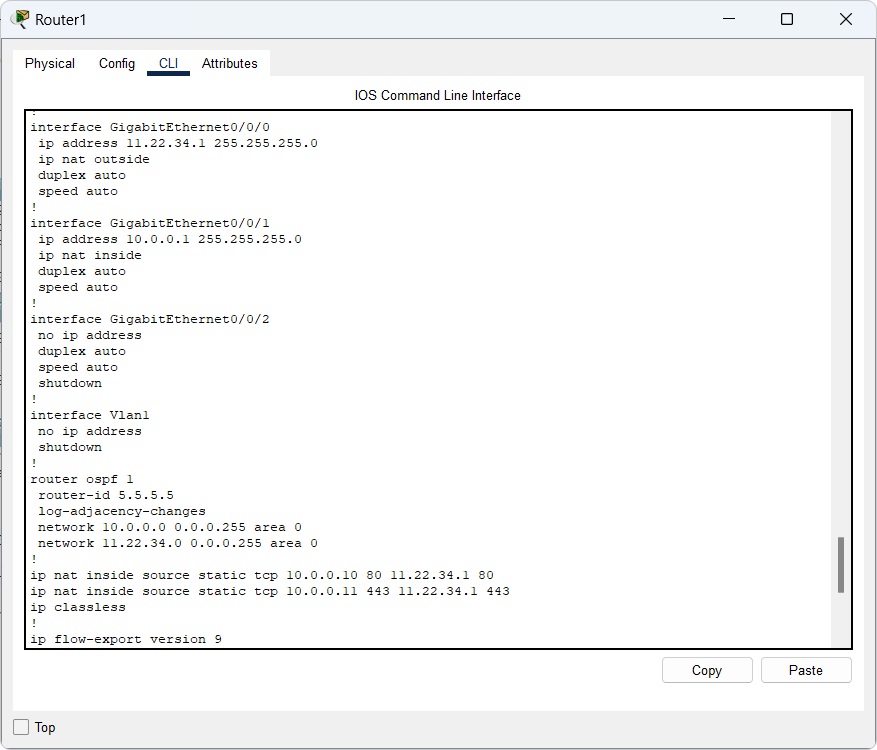 Router1
Physical Config CLI Attributes
IOS Command Line Interface
!
interface GigabitEthernet0/0/0
 ip address 11.22.34.1 255.255.255.0
 ip nat outside
 duplex auto
 speed auto
!
interface GigabitEthernet0/0/1
 ip address 10.0.0.1 255.255.255.0
 ip nat inside
 duplex auto
 speed auto
!
interface GigabitEthernet0/0/2
 no ip address
 duplex auto
 speed auto
 shutdown
!
interface Vlan1
 no ip address
 shutdown
!
router ospf 1
 router-id 5.5.5.5
 log-adjacency-changes
 network 10.0.0.0 0.0.0.255 area 0
 network 11.22.34.0 0.0.0.255 area 0
!
ip nat inside source static tcp 10.0.0.10 80 11.22.34.1 80
ip nat inside source static tcp 10.0.0.11 443 11.22.34.1 443
ip classless
!
ip flow-export version 9
Copy Paste
Top